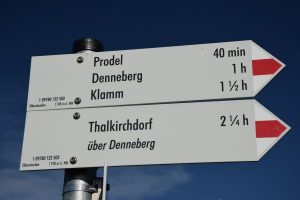 Prodel 40 min
Denneberg 1 h
Klamm 1 ½ h
Thalkirchdorf 2 ¼ h
über Denneberg